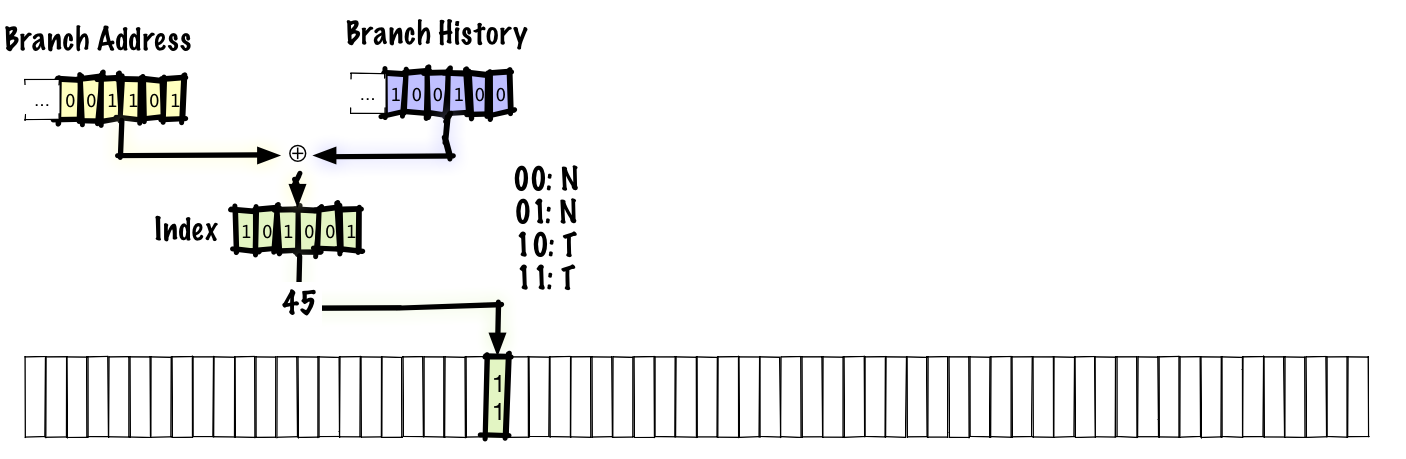 Branch Address
Branch History
... 0 0 1 1 0 1
... 1 0 0 1 0 0
⊕
00: N
01: N
10: T
11: T
Index
1 0 1 0 0 1
45
1
1